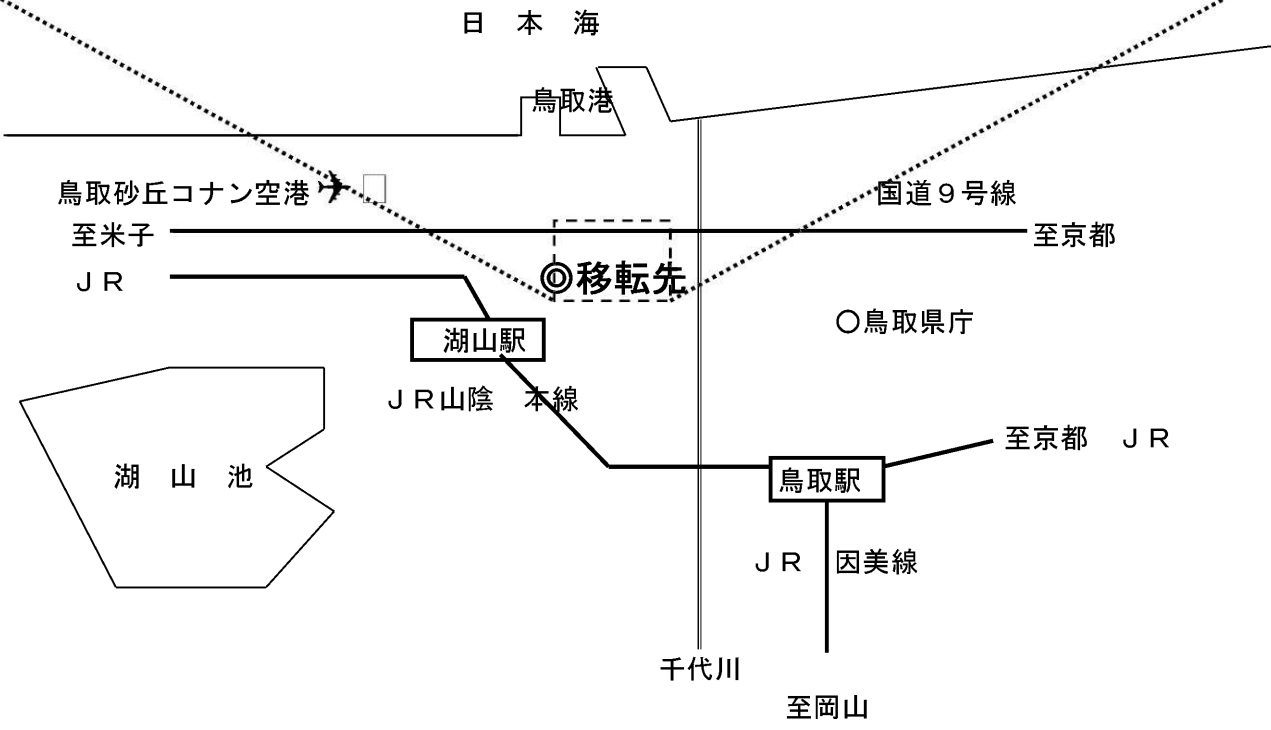 日 本 海
鳥取港
鳥取砂丘コナン空港
国道９号線
至米子
至京都
ＪＲ
◎移転先
○鳥取県庁
湖山駅
ＪＲ山陰 本線
至京都 ＪＲ
湖 山 池
鳥取駅
ＪＲ 因美線
千代川
至岡山